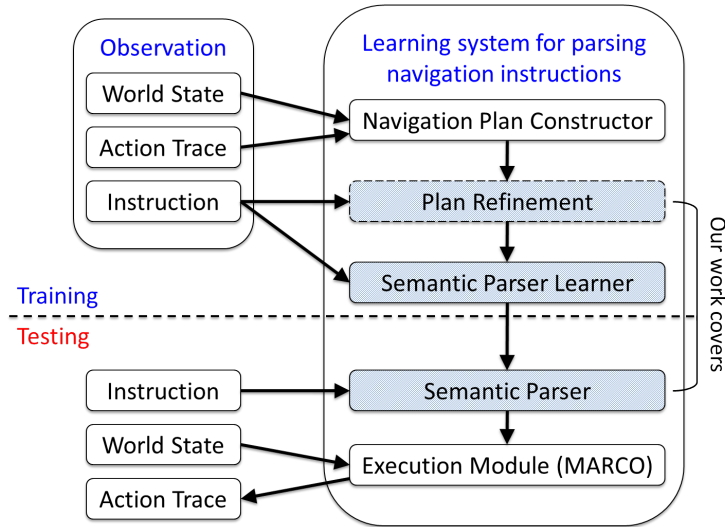 Observation
World State
Action Trace
Instruction
Learning system for parsing
navigation instructions
Navigation Plan Constructor
Plan Refinement
Semantic Parser Learner
Our work covers
Training
Testing
Instruction
World State
Action Trace
Semantic Parser
Execution Module (MARCO)